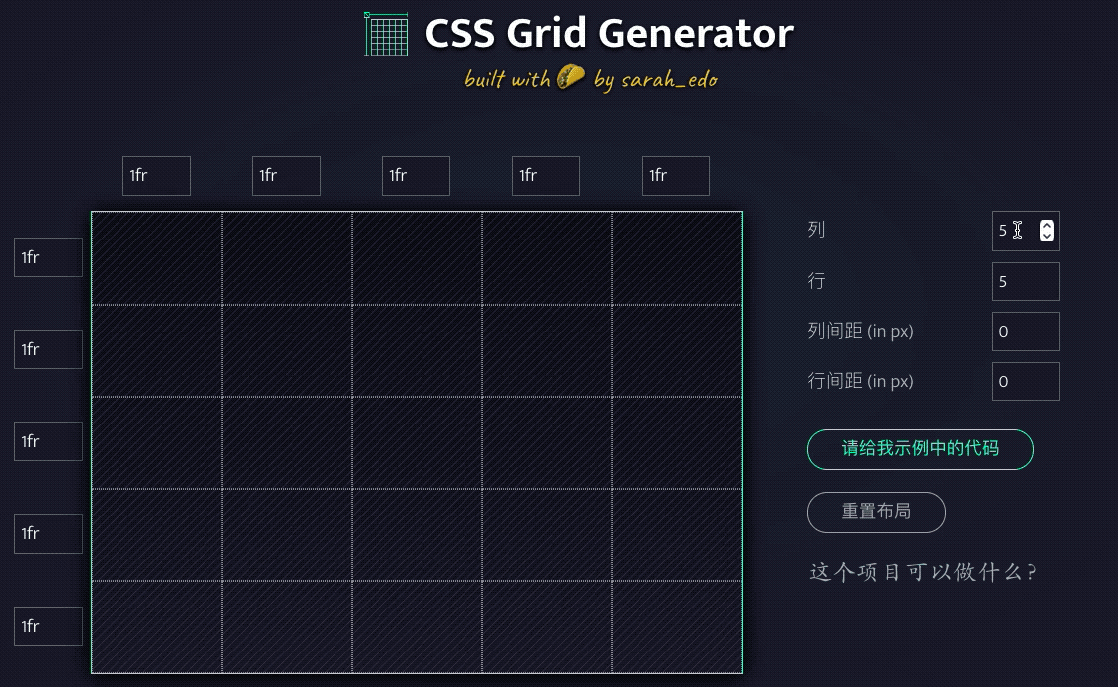 CSS Grid Generator
built with 🌮 by sarah_edo
1fr 1fr 1fr 1fr 1fr
1fr
1fr
1fr
1fr
1fr
列 5
行 5
列间距 (in px) 0
行间距 (in px) 0
请给我示例中的代码
重置布局
这个项目可以做什么?